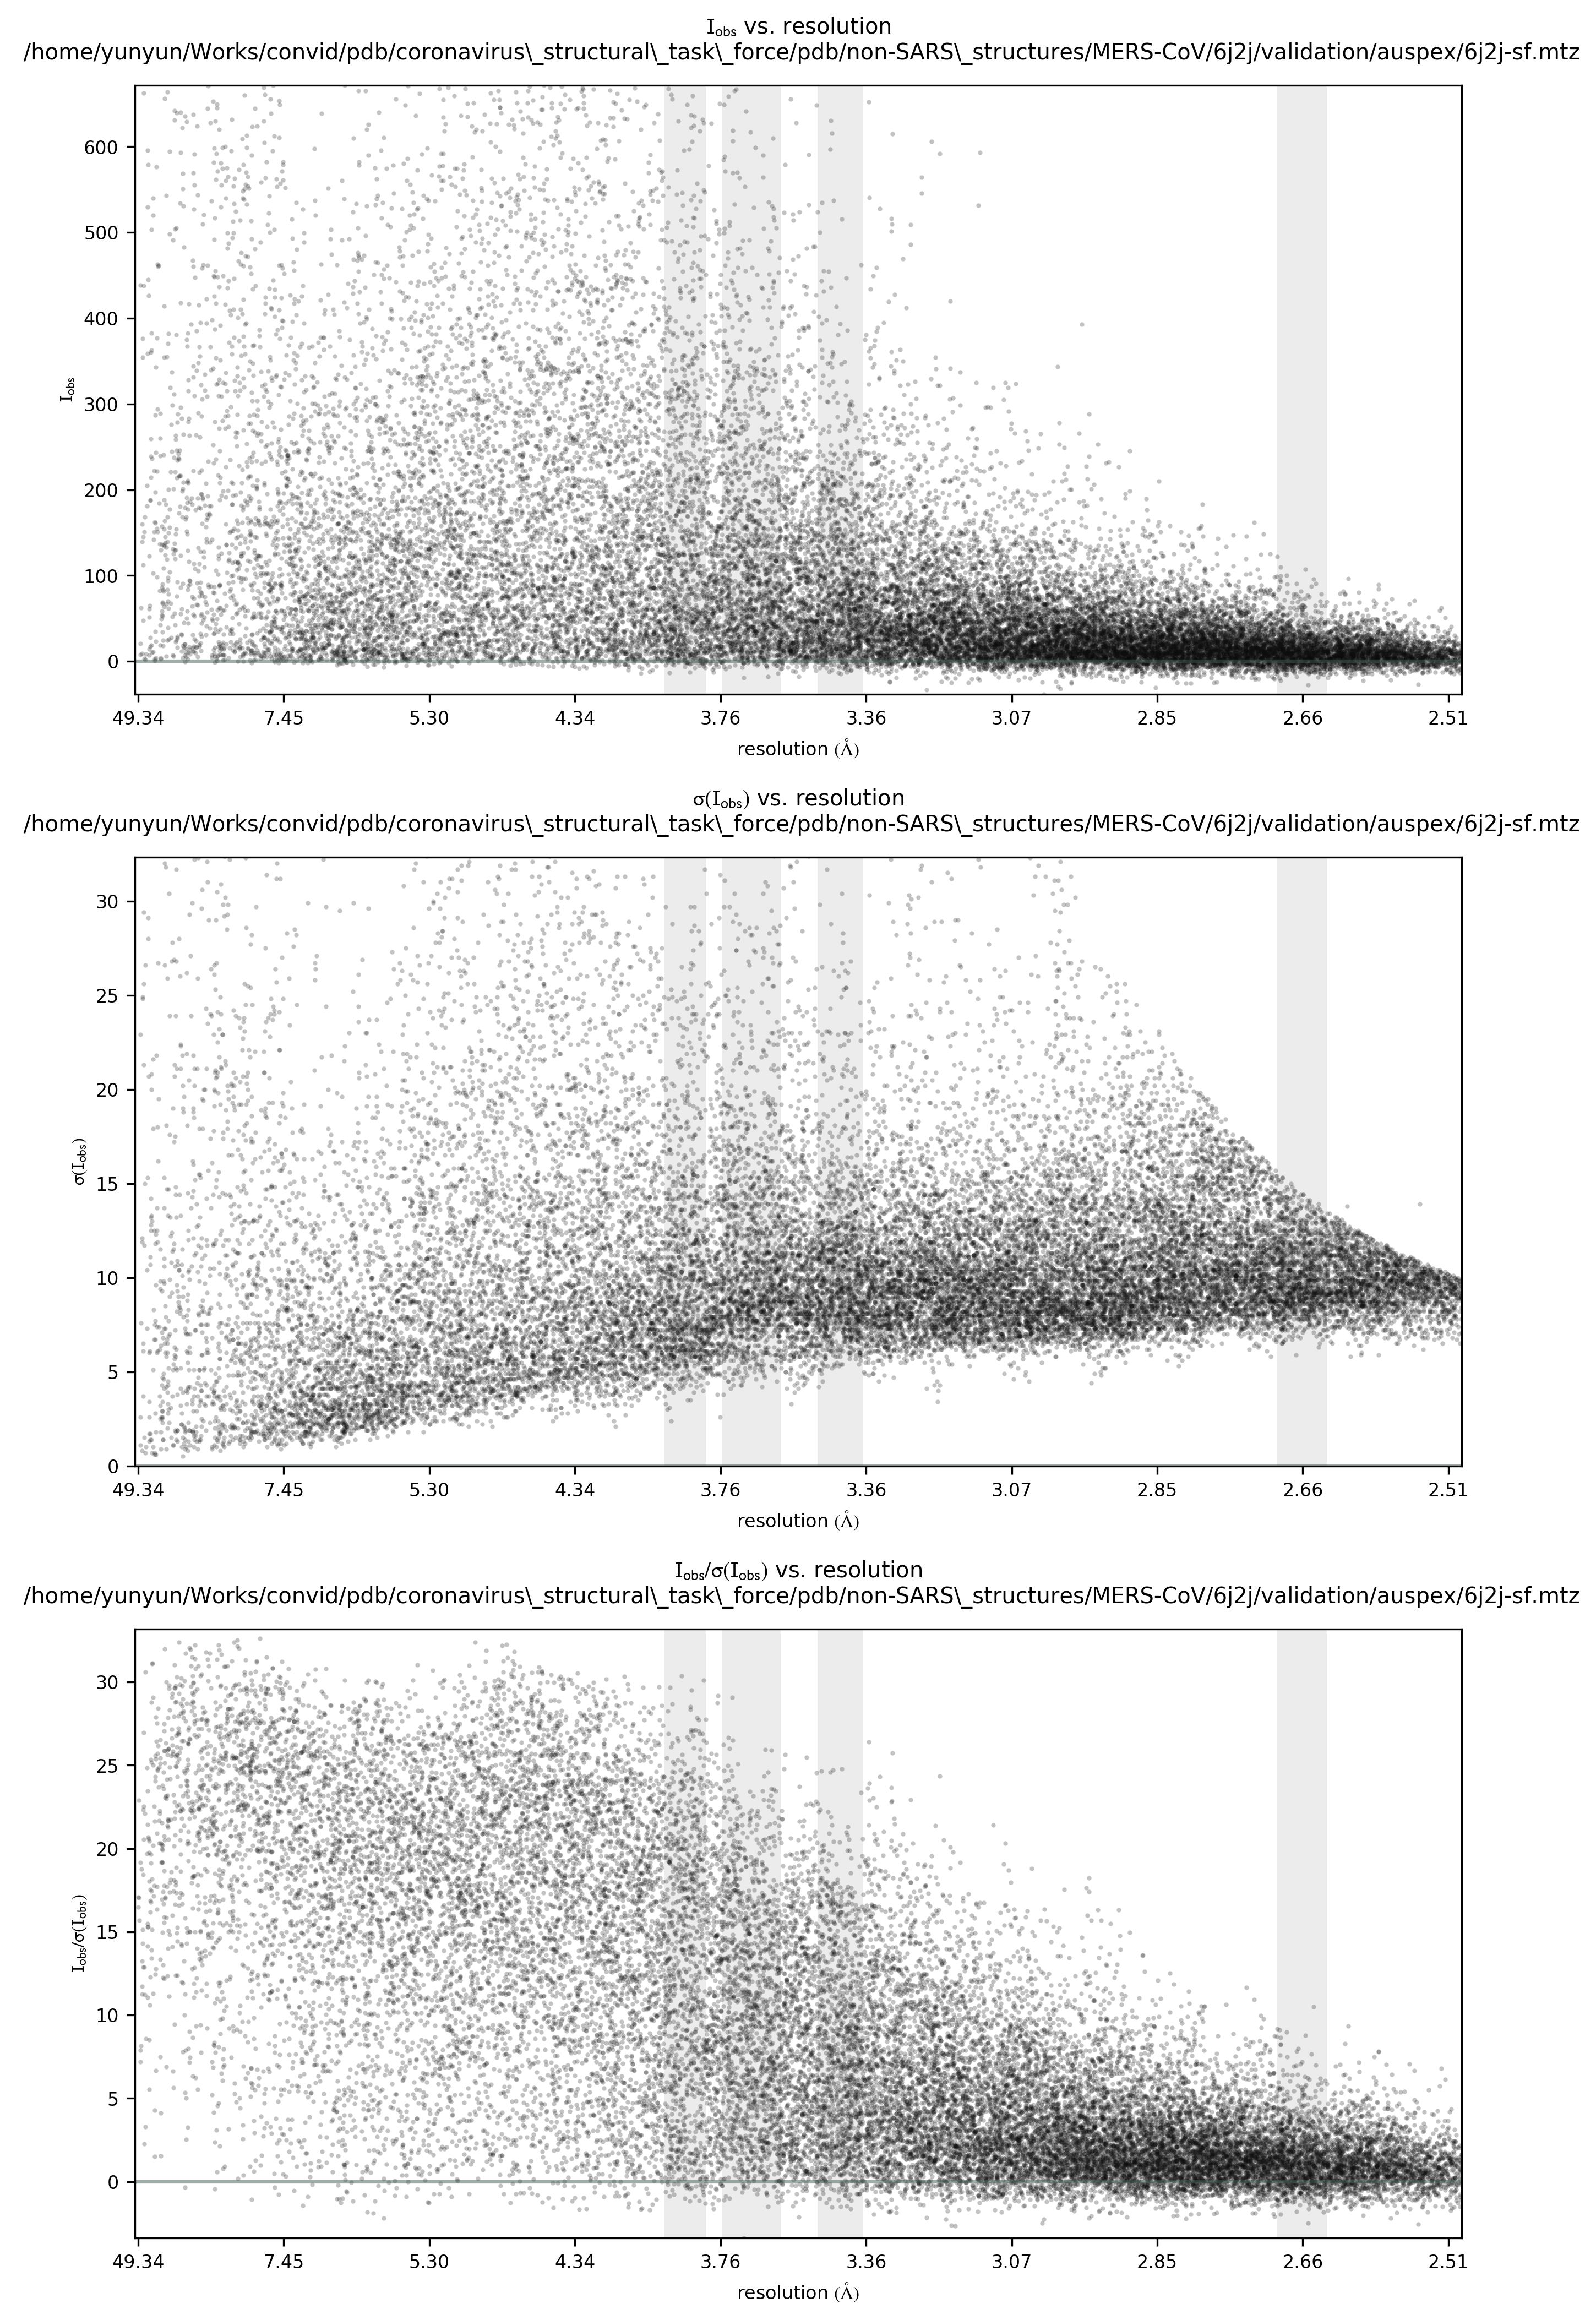 I_obs vs. resolution
/home/yunyun/Works/convid/pdb/coronavirus\_structural\_task\_force/pdb/non-SARS\_structures/MERS-CoV/6j2j/validation/auspex/6j2j-sf.mtz
600
500
400
300
200
100
0
I_obs
49.34 7.45 5.30 4.34 3.76 3.36 3.07 2.85 2.66 2.51
resolution (Å)
σ(I_obs) vs. resolution
/home/yunyun/Works/convid/pdb/coronavirus\_structural\_task\_force/pdb/non-SARS\_structures/MERS-CoV/6j2j/validation/auspex/6j2j-sf.mtz
30
25
20
15
10
5
0
σ(I_obs)
49.34 7.45 5.30 4.34 3.76 3.36 3.07 2.85 2.66 2.51
resolution (Å)
I_obs/σ(I_obs) vs. resolution
/home/yunyun/Works/convid/pdb/coronavirus\_structural\_task\_force/pdb/non-SARS\_structures/MERS-CoV/6j2j/validation/auspex/6j2j-sf.mtz
30
25
20
15
10
5
0
I_obs/σ(I_obs)
49.34 7.45 5.30 4.34 3.76 3.36 3.07 2.85 2.66 2.51
resolution (Å)